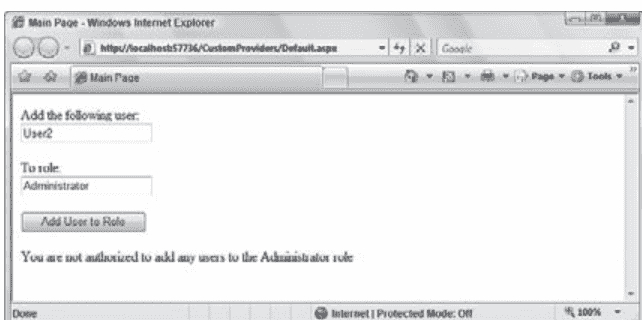 Main Page - Windows Internet Explorer
http://localhost:57736/CustomProviders/Default.aspx
Google
Main Page
Page
Tools
Add the following user:
User2
To role:
Administrator
Add User to Role
You are not authorized to add any users to the Administrator role
Done
Internet | Protected Mode: Off
100%